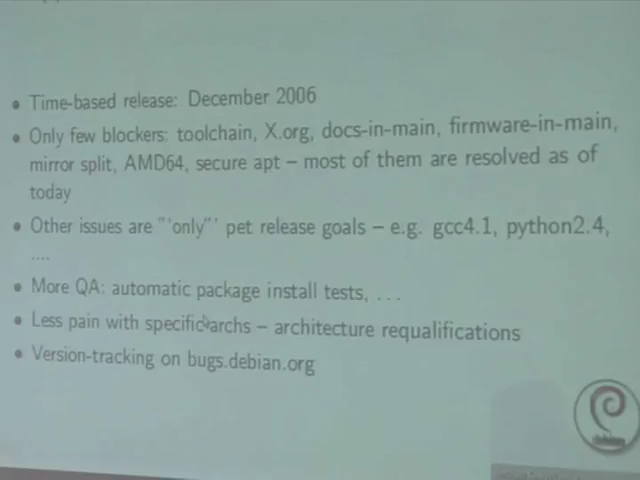 • Time-based release: December 2006
• Only few blockers: toolchain, X.org, docs-in-main, firmware-in-main,
mirror split, AMD64, secure apt – most of them are resolved as of
today
• Other issues are "'only"' pet release goals – e.g. gcc4.1, python2.4,
....
• More QA: automatic package install tests, ...
• Less pain with specific archs – architecture requalifications
• Version-tracking on bugs.debian.org
debian